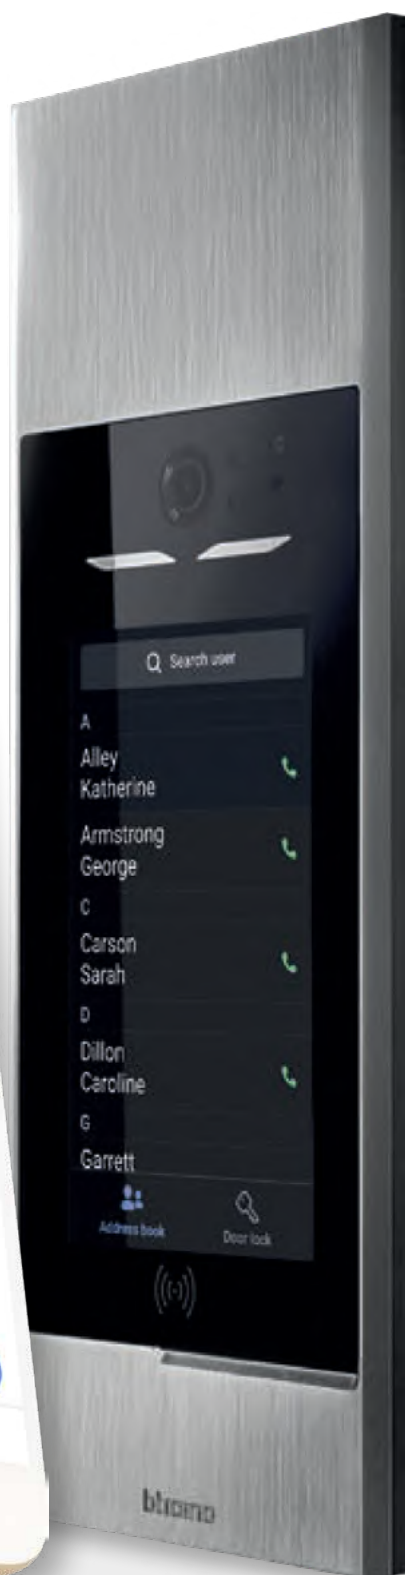 Search user
A
Alley
Katherine
Armstrong
George
C
Carson
Sarah
D
Dillon
Caroline
G
Garrett
Address book
Door lock
bticino